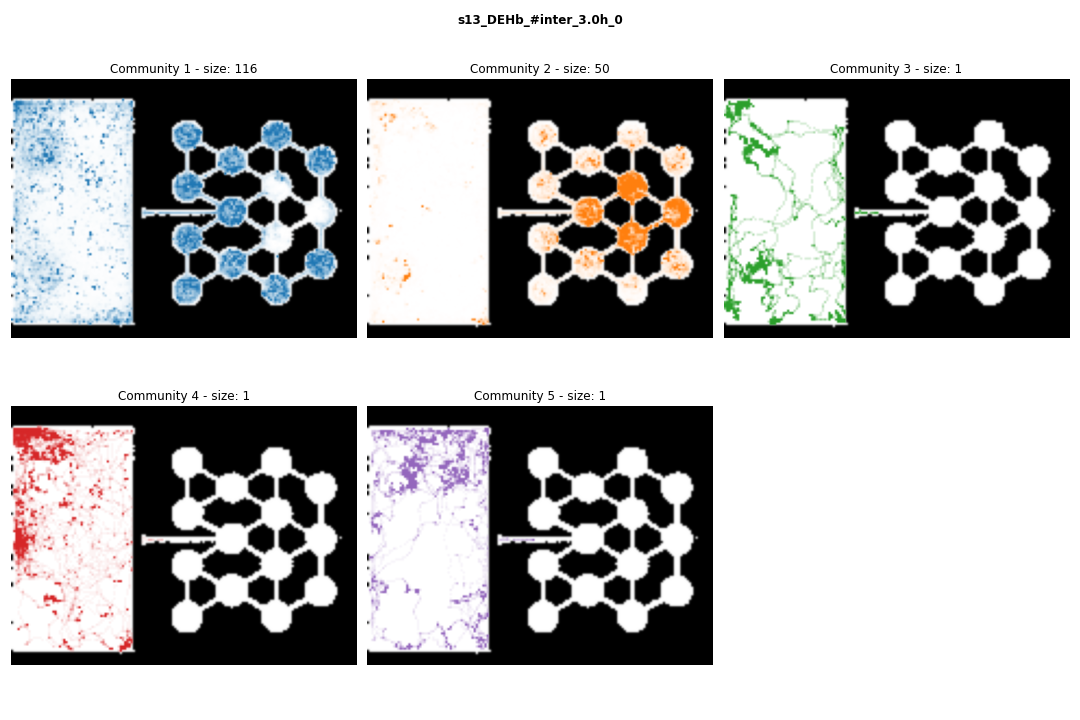 s13_DEHb_#inter_3.0h_0
Community 1 - size: 116
Community 2 - size: 50
Community 3 - size: 1
Community 4 - size: 1
Community 5 - size: 1